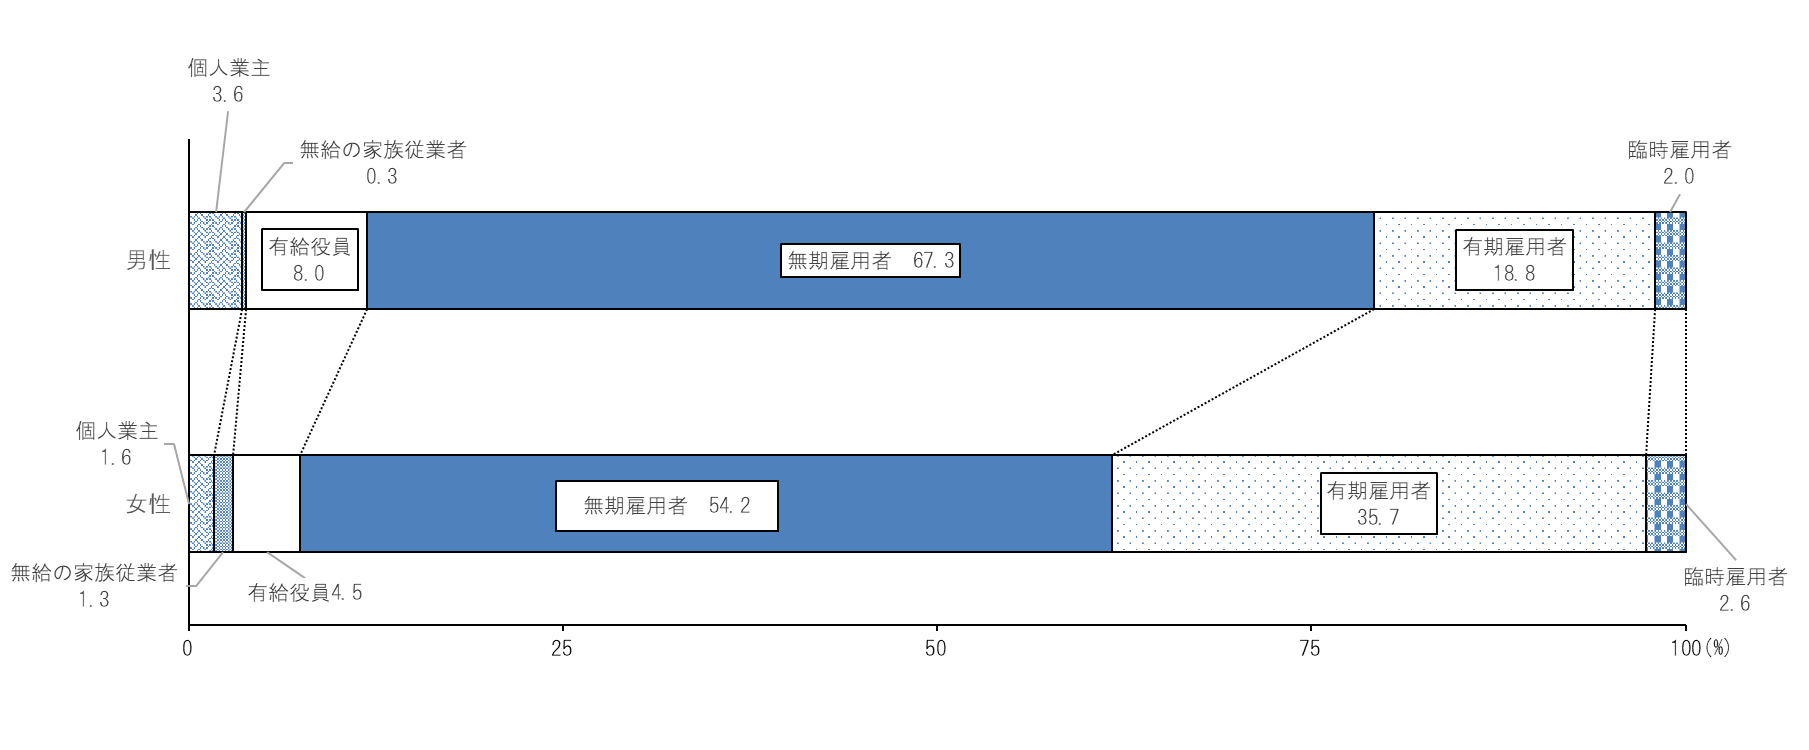 個人業主
3.6
無給の家族従業者
0.3
臨時雇用者
2.0
男性
有給役員
8.0
無期雇用者　67.3
有期雇用者
18.8
個人業主
1.6
女性
無期雇用者　54.2
有期雇用者
35.7
無給の家族従業者
1.3
有給役員4.5
臨時雇用者
2.6
0 25 50 75 100(%)